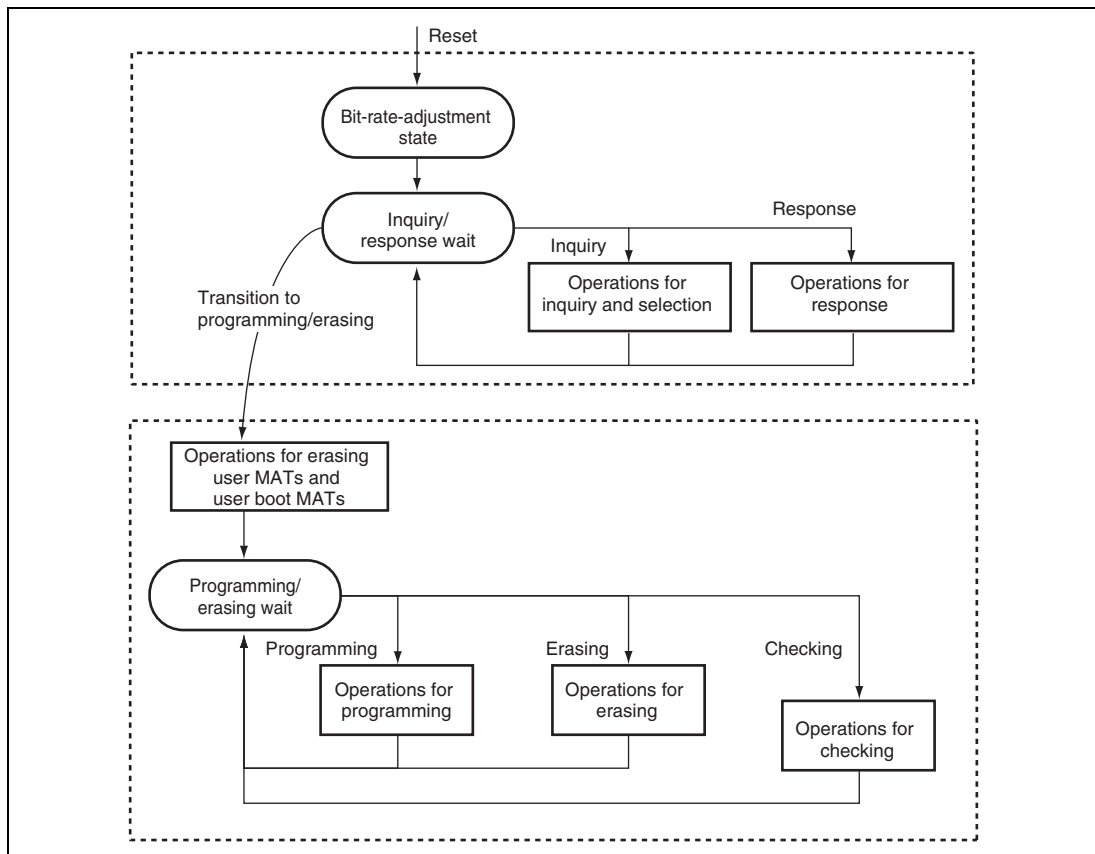 Reset
Bit-rate-adjustment
state
Inquiry/
response wait
Response
Inquiry
Operations for
inquiry and selection
Operations for
response
Transition to
programming/erasing
Operations for erasing
user MATs and
user boot MATs
Programming/
erasing wait
Programming
Erasing
Checking
Operations for
programming
Operations for
erasing
Operations for
checking